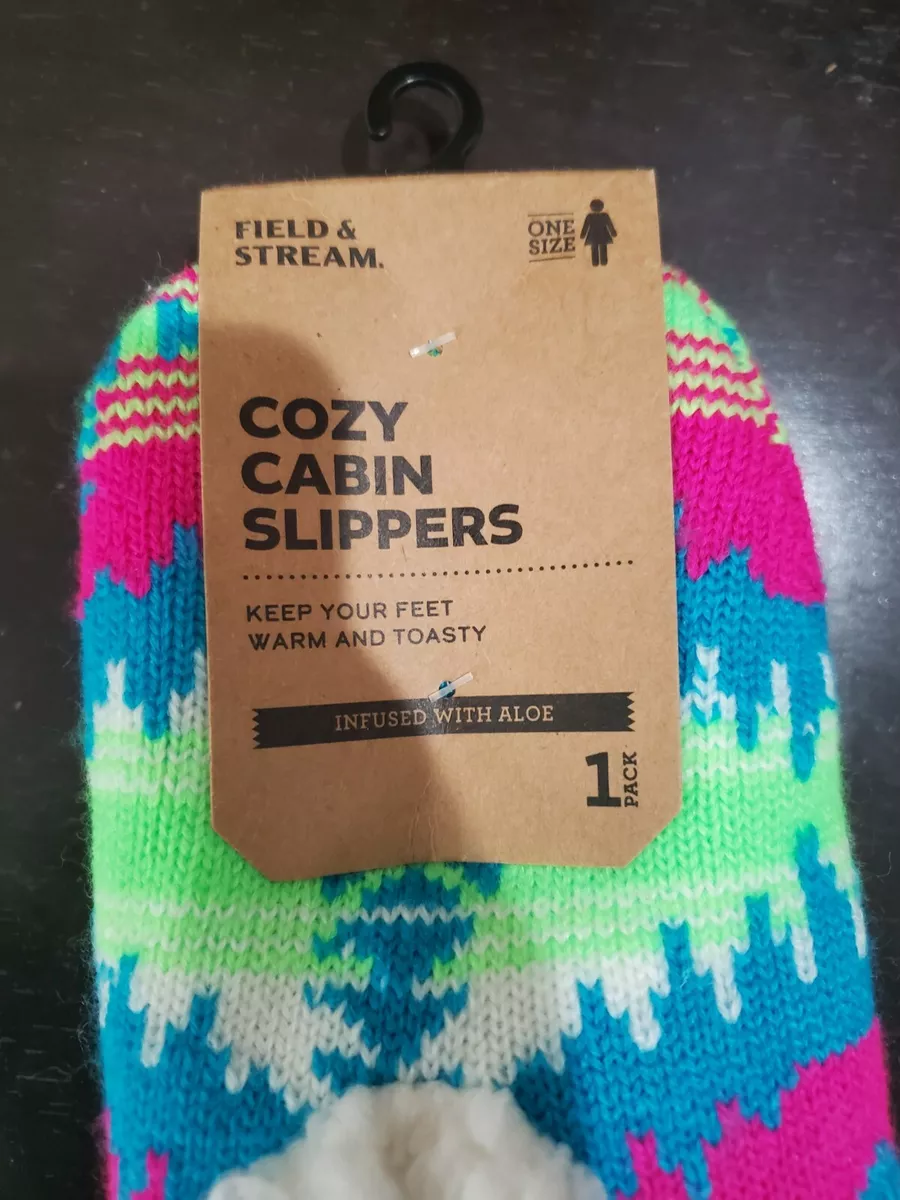 FIELD &
STREAM.
ONE
SIZE
COZY
CABIN
SLIPPERS
KEEP YOUR FEET
WARM AND TOASTY
INFUSED WITH ALOE
1 PACK